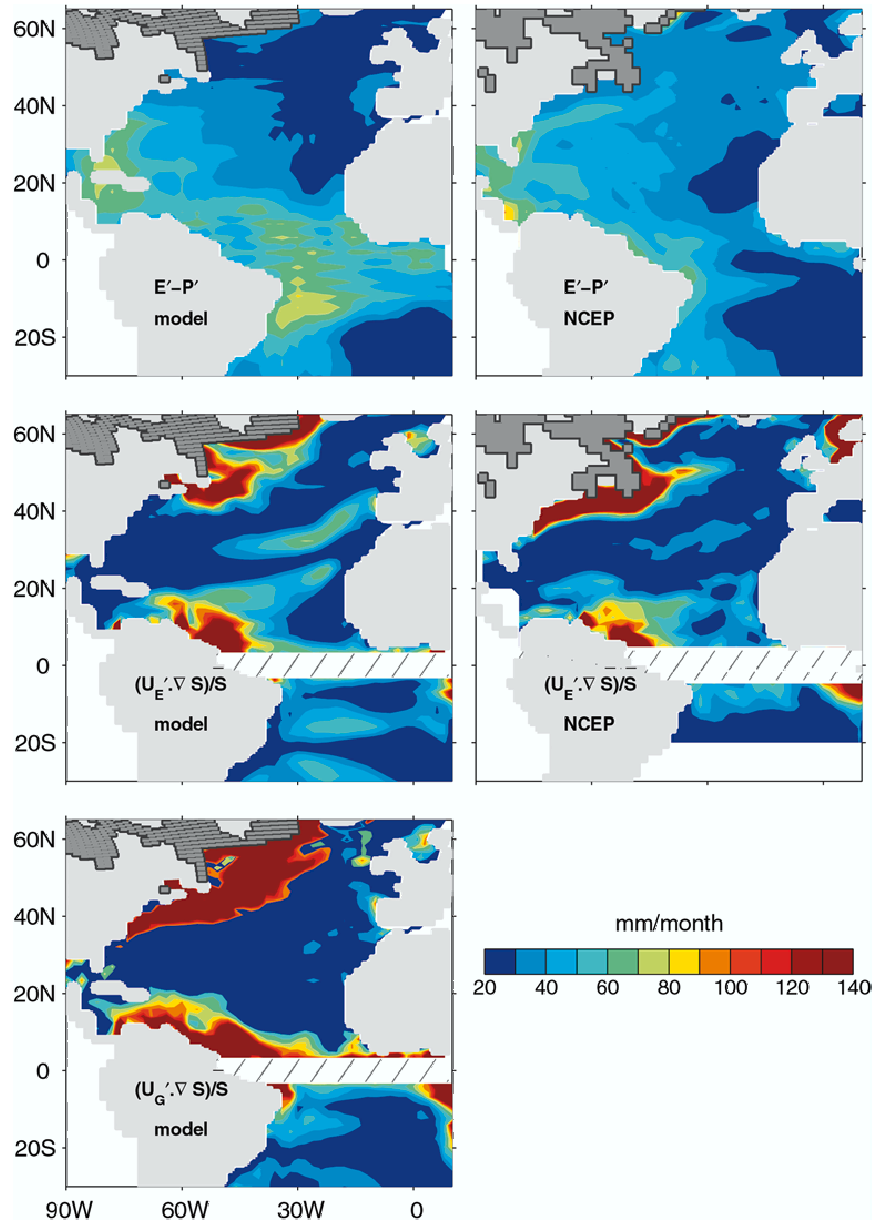 60N
40N
20N
0
20S
E′−P′
model
E′−P′
NCEP
60N
40N
20N
0
20S
(U_E′.∇ S)/S
model
(U_E′.∇ S)/S
NCEP
60N
40N
20N
0
20S
(U_G′.∇ S)/S
model
90W 60W 30W 0
mm/month
20 40 60 80 100 120 140